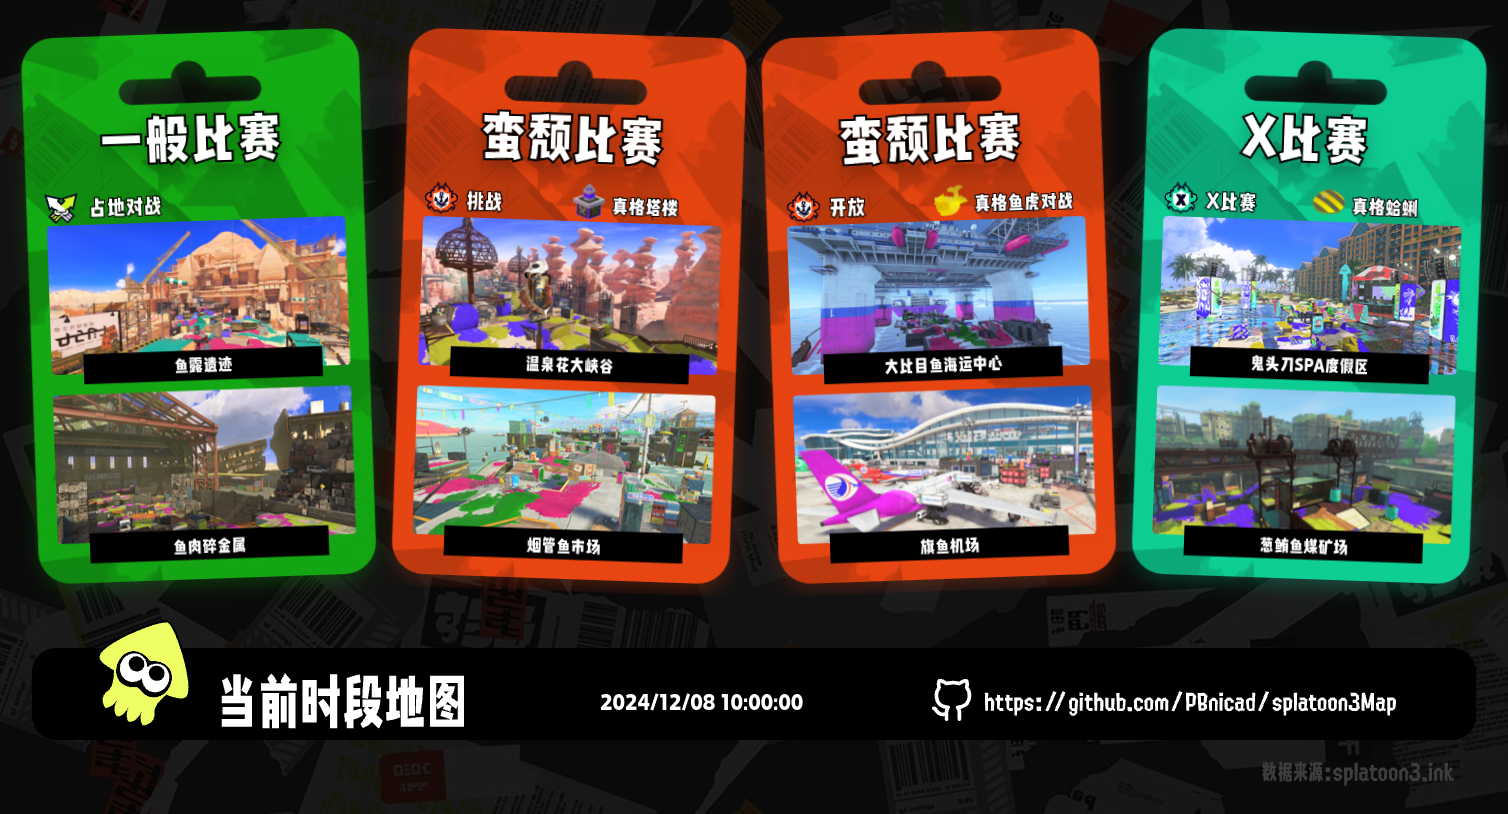 一般比赛
占地对战
鱼露遗迹
鱼肉碎金属
蛮颓比赛
挑战
真格塔楼
温泉花大峡谷
烟管鱼市场
蛮颓比赛
开放
真格鱼虎对战
大比目鱼海运中心
旗鱼机场
X比赛
X比赛
真格蛤蜊
鬼头刀SPA度假区
葱鲔鱼煤矿场
当前时段地图
2024/12/08 10:00:00
https://github.com/PBnicad/splatoon3Map
数据来源:splatoon3.ink